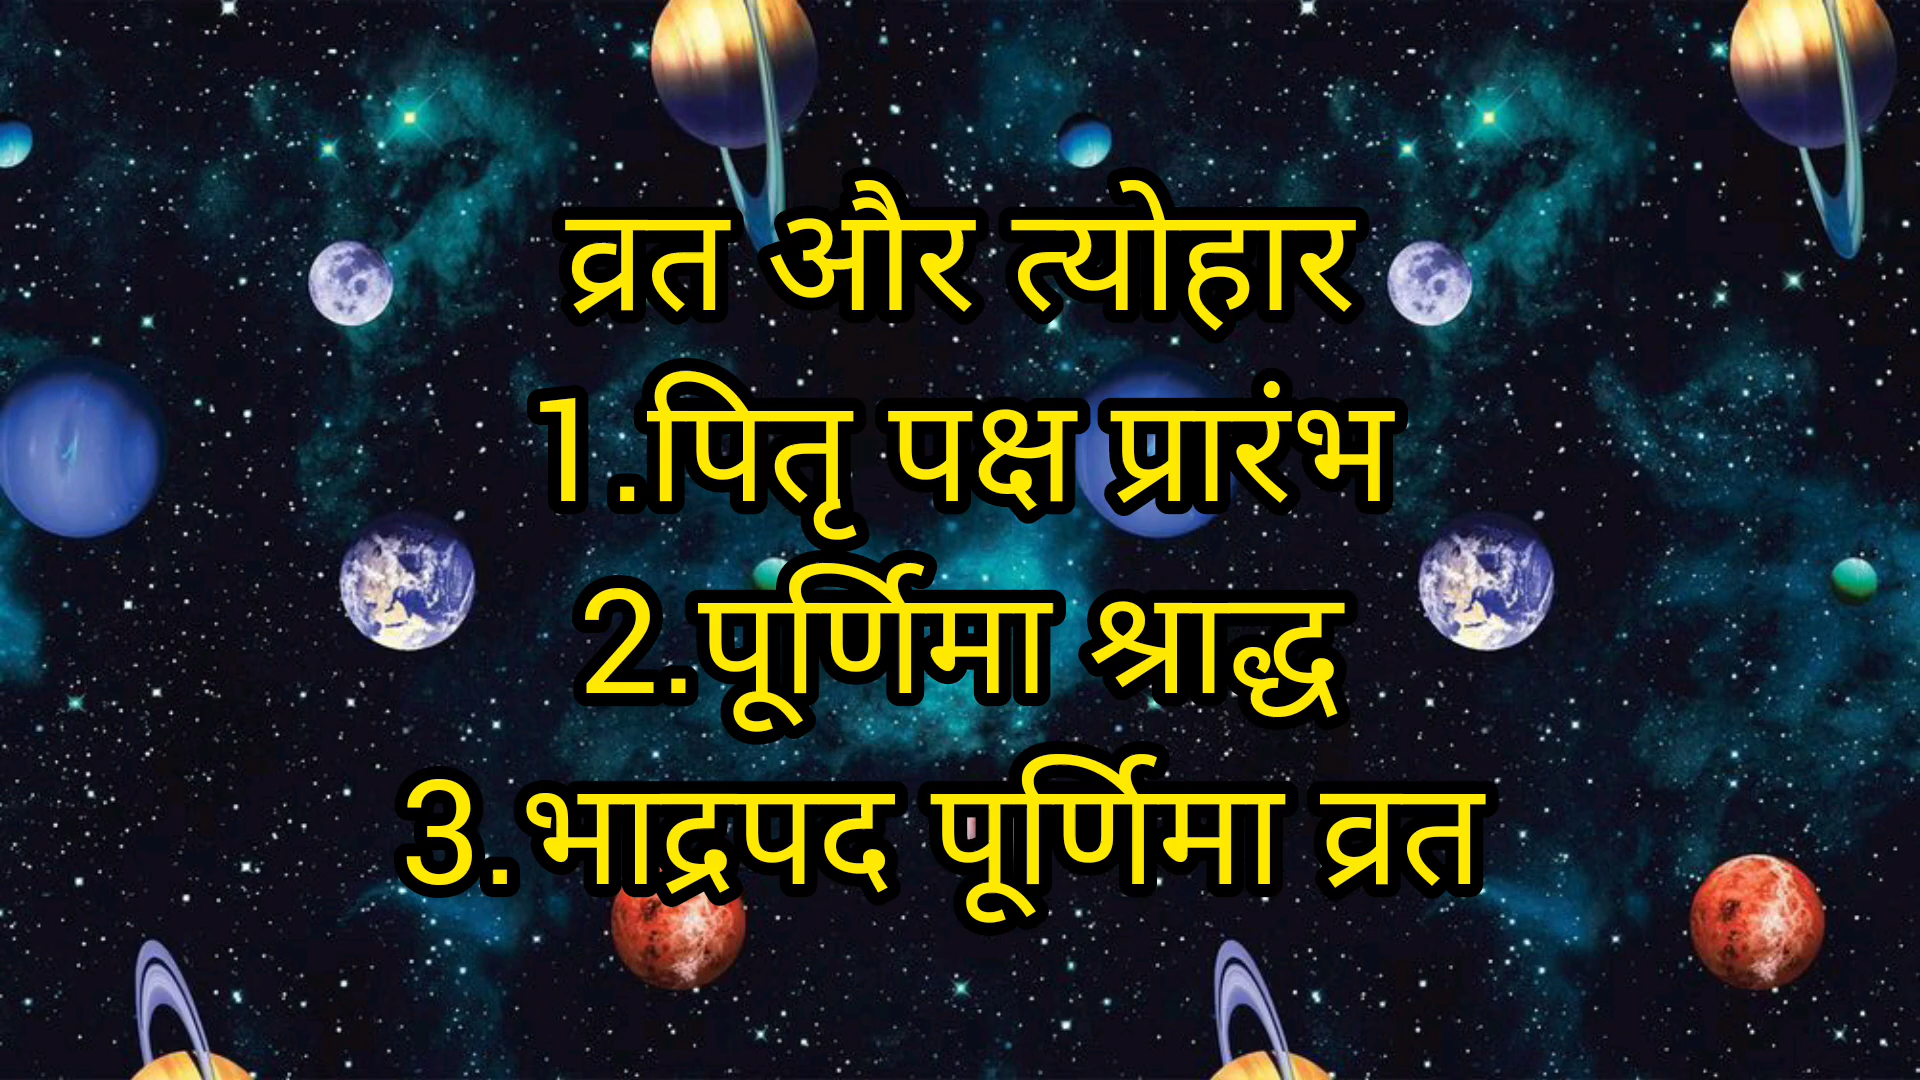 व्रत और त्योहार
1.पितृ पक्ष प्रारंभ
2.पूर्णिमा श्राद्ध
3.भाद्रपद पूर्णिमा व्रत